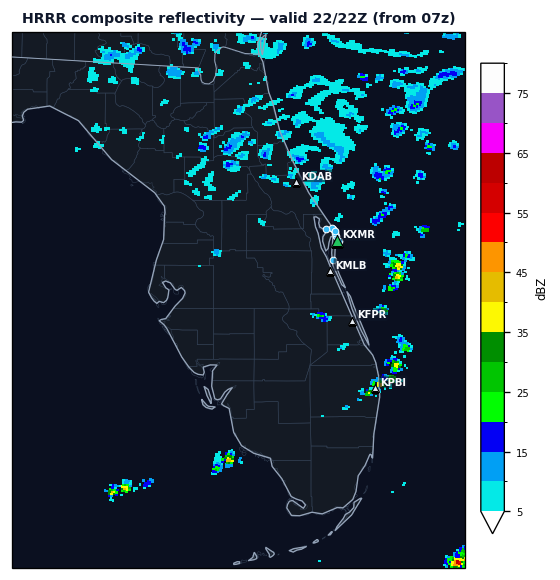 HRRR composite reflectivity — valid 22/22Z (from 07z)
KDAB
KXMR
KMLB
KFPR
KPBI
75
65
55
45
35
25
15
5
dBZ